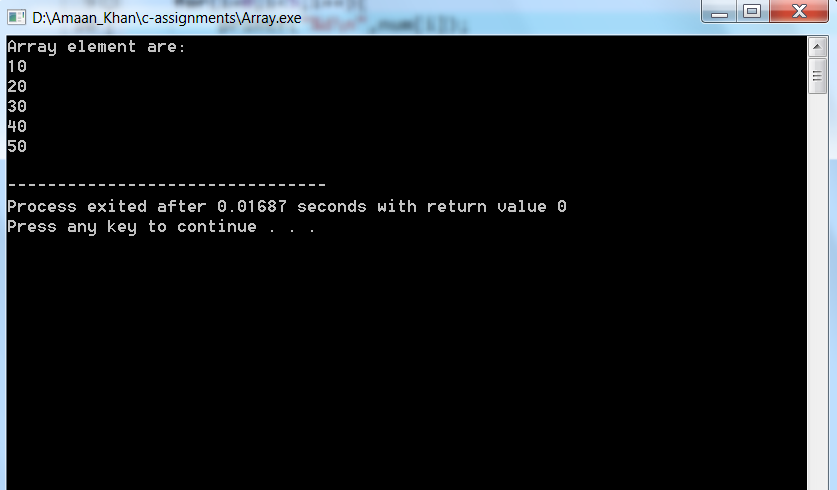 D:\Amaan_Khan\c-assignments\Array.exe
Array element are:
10
20
30
40
50
--------------------------------
Process exited after 0.01687 seconds with return value 0
Press any key to continue . . .